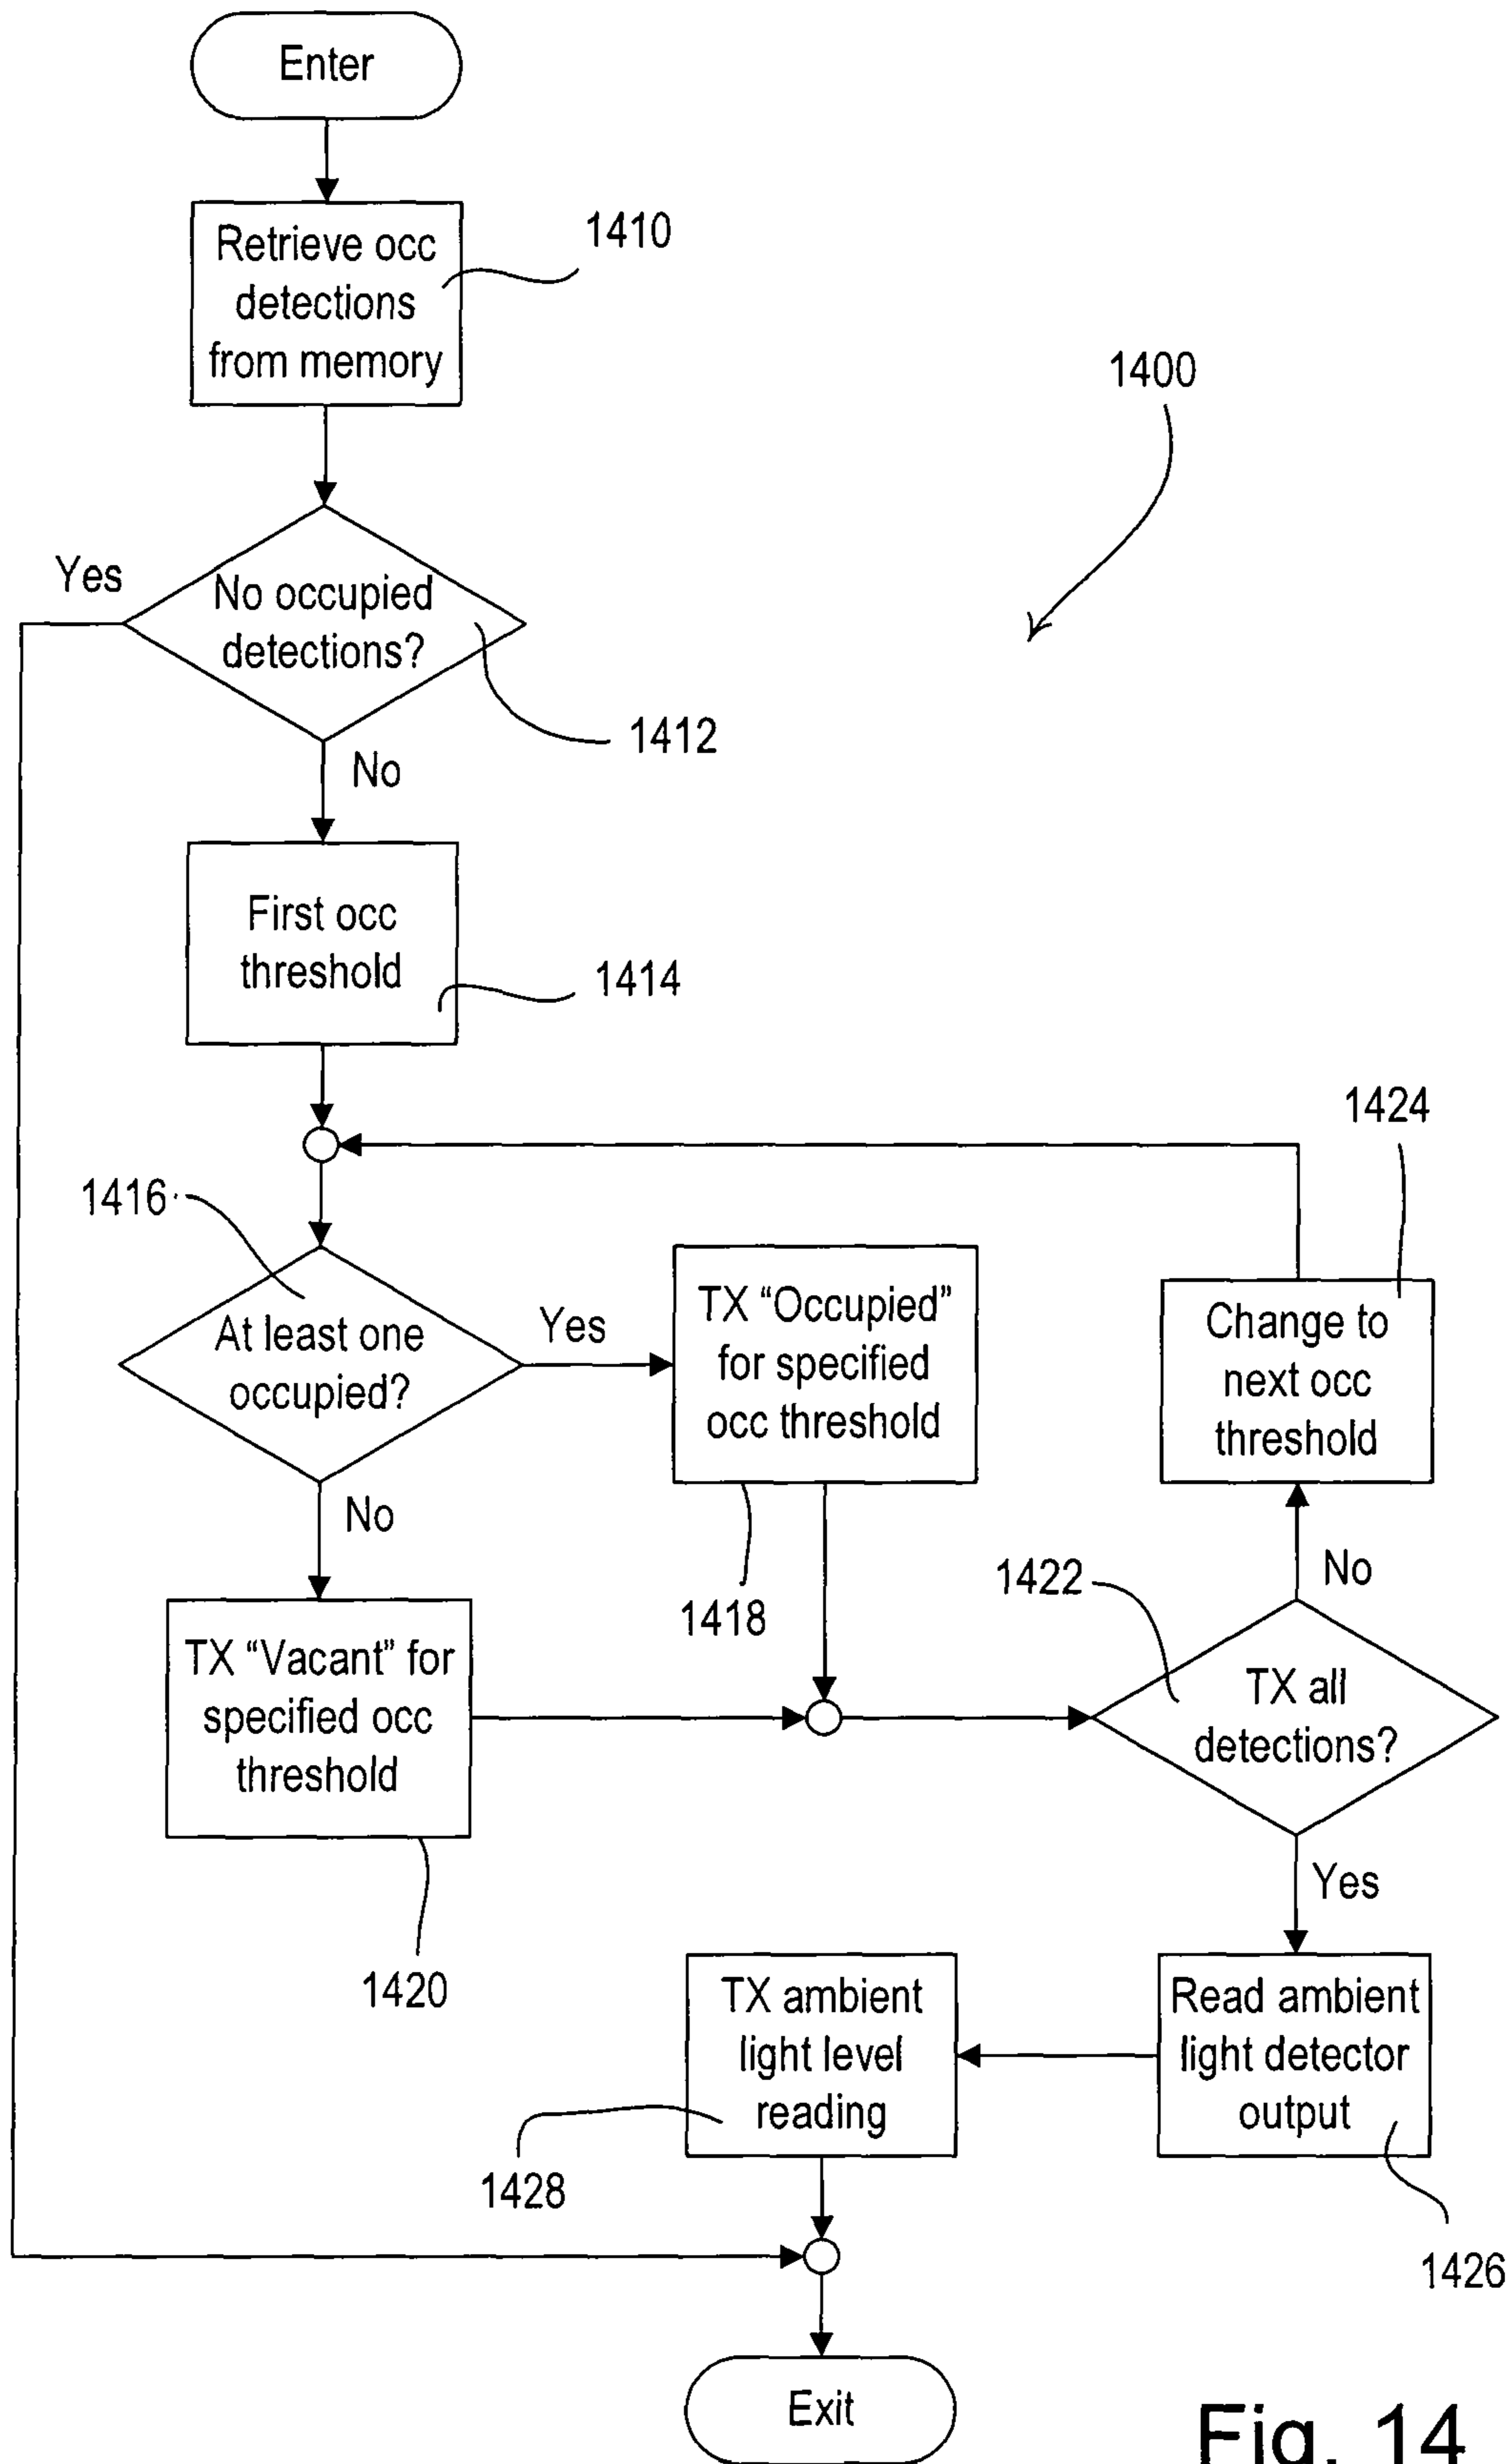 Enter
Retrieve occ
detections
from memory
1410
1400
Yes
No occupied
detections?
1412
No
First occ
threshold
1414
1424
1416
At least one
occupied?
Yes
TX “Occupied”
for specified
occ threshold
Change to
next occ
threshold
No
1418
1422
No
TX “Vacant” for
specified occ
threshold
TX all
detections?
Yes
1420
TX ambient
light level
reading
Read ambient
light detector
output
1428
1426
Exit
Fig. 14